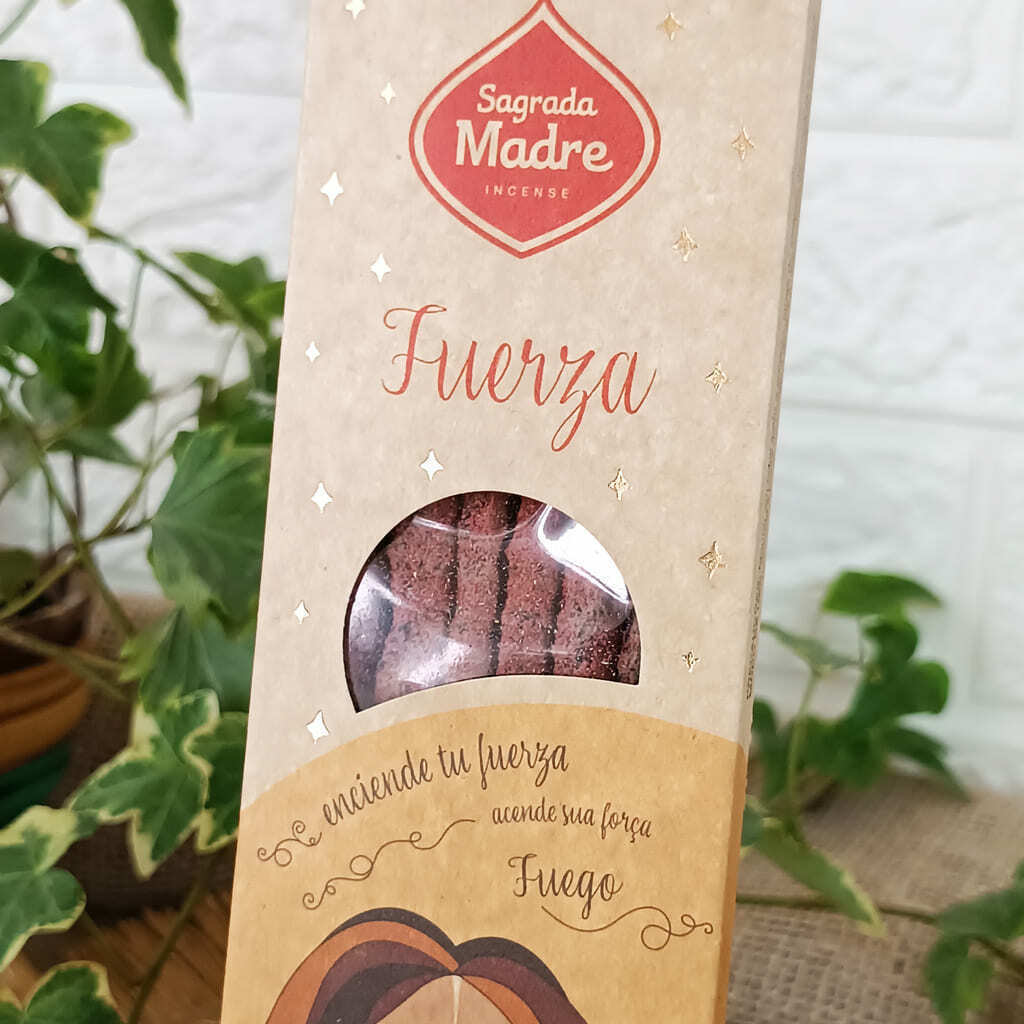 Sagrada
Madre
INCENSE
Fuerza
enciende tu fuerza
acende sua força
Fuego